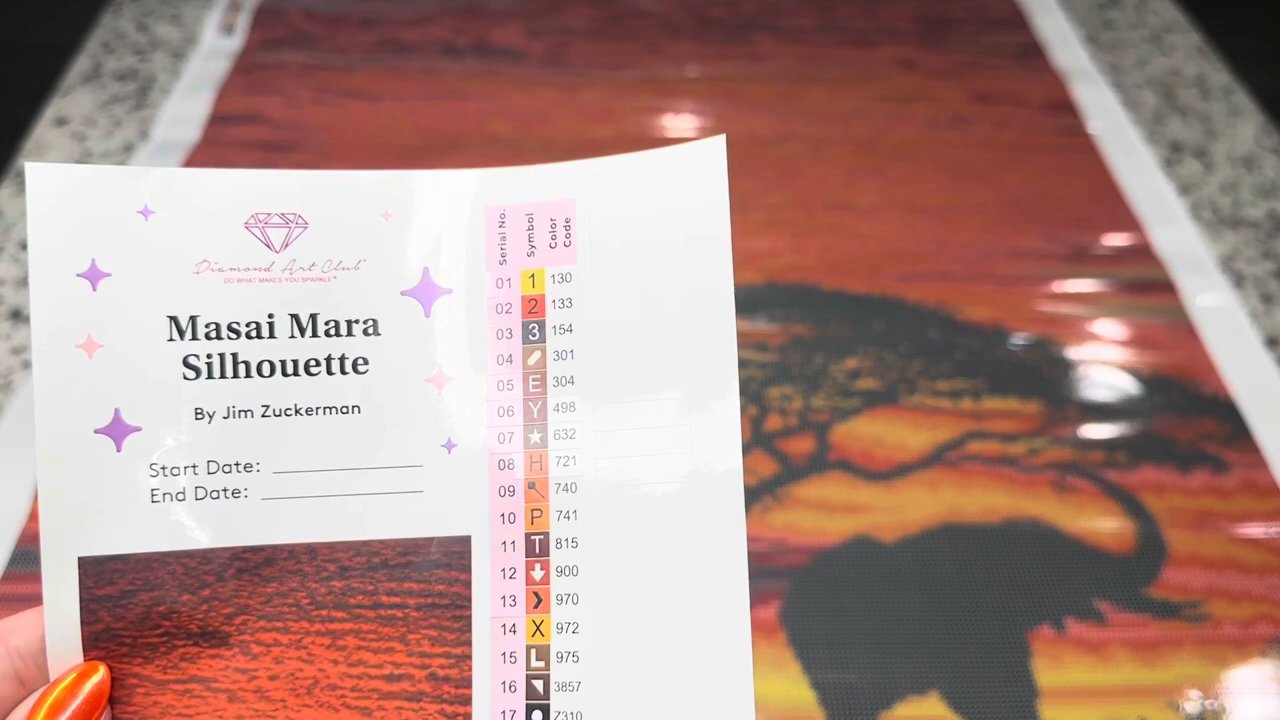 Diamond Art Club
DO WHAT MAKES YOU SPARKLE™
Masai Mara
Silhouette
By Jim Zuckerman
Start Date:
End Date:
Serial No. Symbol Color Code
01 1 130
02 2 133
03 3 154
04 301
05 E 304
06 Y 498
07 ★ 632
08 H 721
09 740
10 P 741
11 T 815
12 ⬇ 900
13 ❯ 970
14 X 972
15 L 975
16 ◥ 3857
17 ● Z310